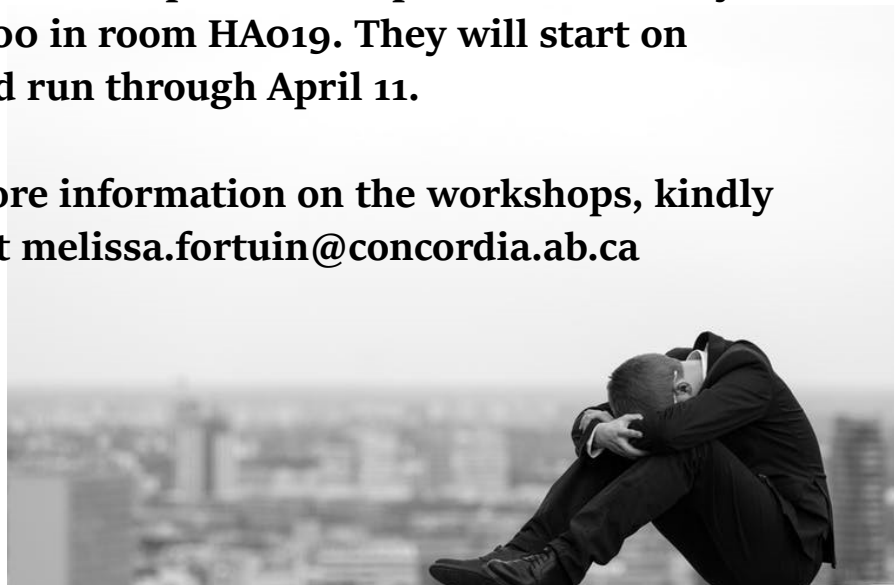 00 in room HA019. They will start on
d run through April 11.
ore information on the workshops, kindly
t melissa.fortuin@concordia.ab.ca